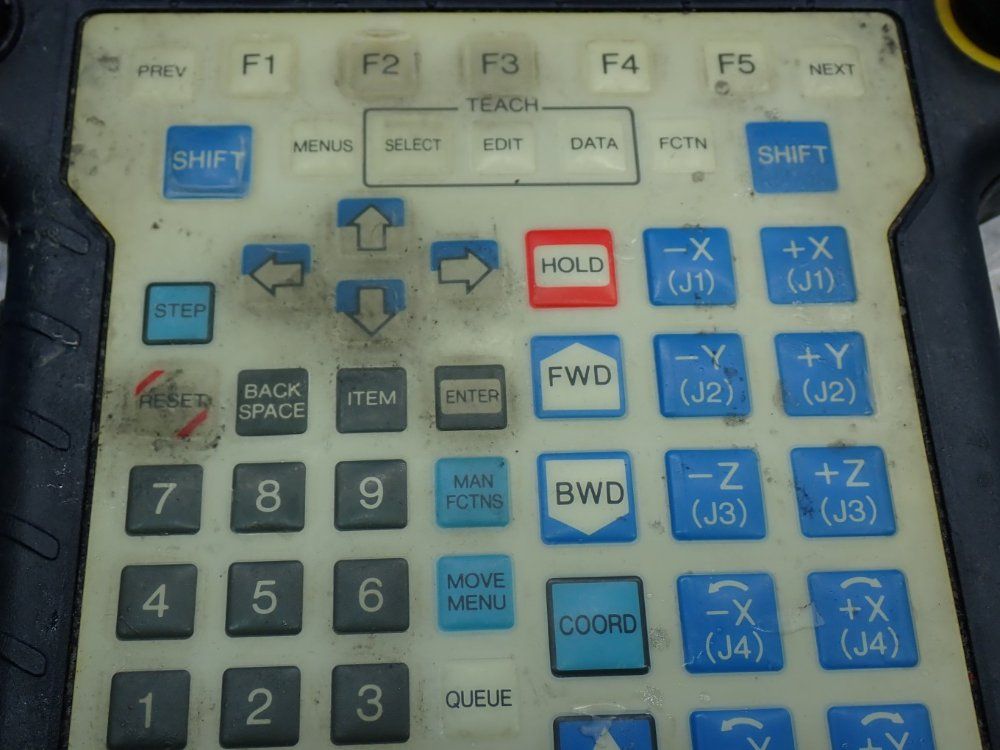 PREV F1 F2 F3 F4 F5 NEXT
TEACH
SHIFT MENUS SELECT EDIT DATA FCTN SHIFT
HOLD
-X
(J1)
+X
(J1)
STEP
FWD
-Y
(J2)
+Y
(J2)
RESET
BACK
SPACE
ITEM
ENTER
7
8
9
MAN
FCTNS
BWD
-Z
(J3)
+Z
(J3)
4
5
6
MOVE
MENU
COORD
-X
(J4)
+X
(J4)
1
2
3
QUEUE
-Y
+Y